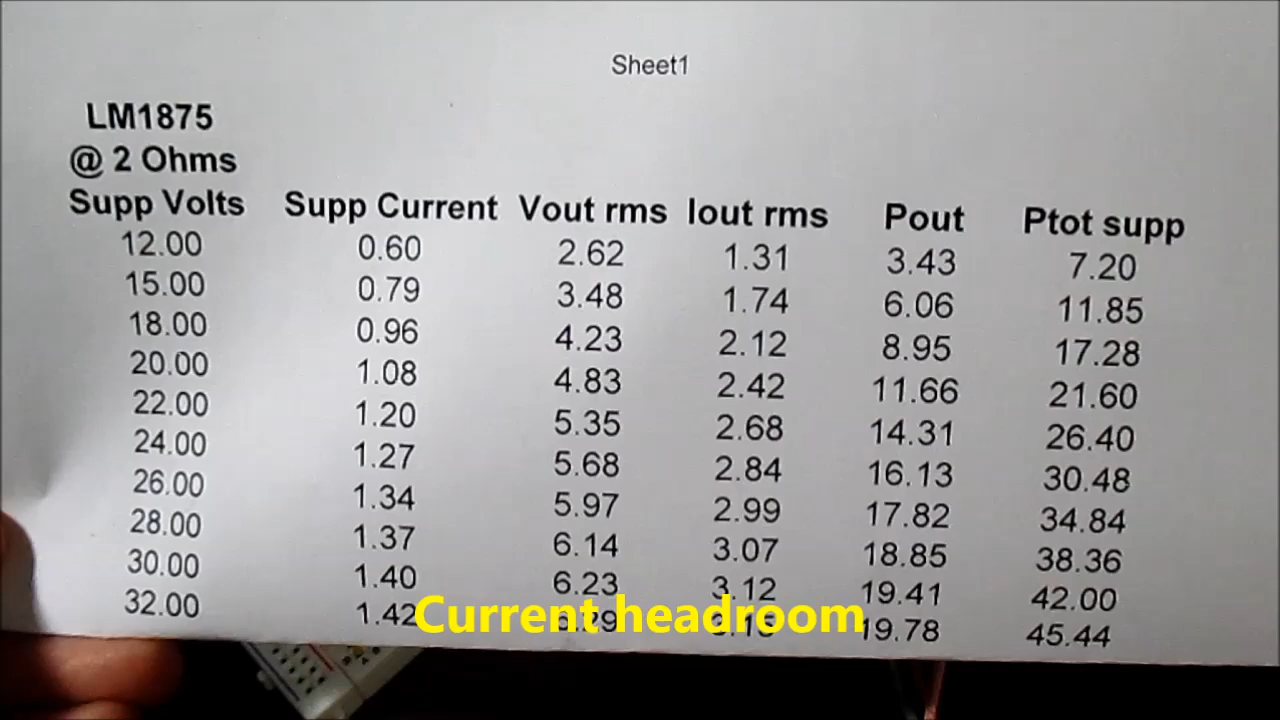 Sheet1
LM1875
@ 2 Ohms
Supp Volts Supp Current Vout rms Iout rms Pout Ptot supp
12.00 0.60 2.62 1.31 3.43 7.20
15.00 0.79 3.48 1.74 6.06 11.85
18.00 0.96 4.23 2.12 8.95 17.28
20.00 1.08 4.83 2.42 11.66 21.60
22.00 1.20 5.35 2.68 14.31 26.40
24.00 1.27 5.68 2.84 16.13 30.48
26.00 1.34 5.97 2.99 17.82 34.84
28.00 1.37 6.14 3.07 18.85 38.36
30.00 1.40 6.23 3.12 19.41 42.00
32.00 1.42 6.29 19.78 45.44
Current headroom